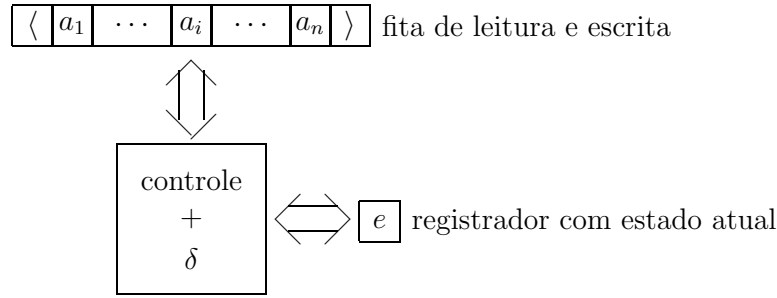 ⟨ a₁ ⋯ aᵢ ⋯ aₙ ⟩ fita de leitura e escrita
controle
+
δ
e registrador com estado atual